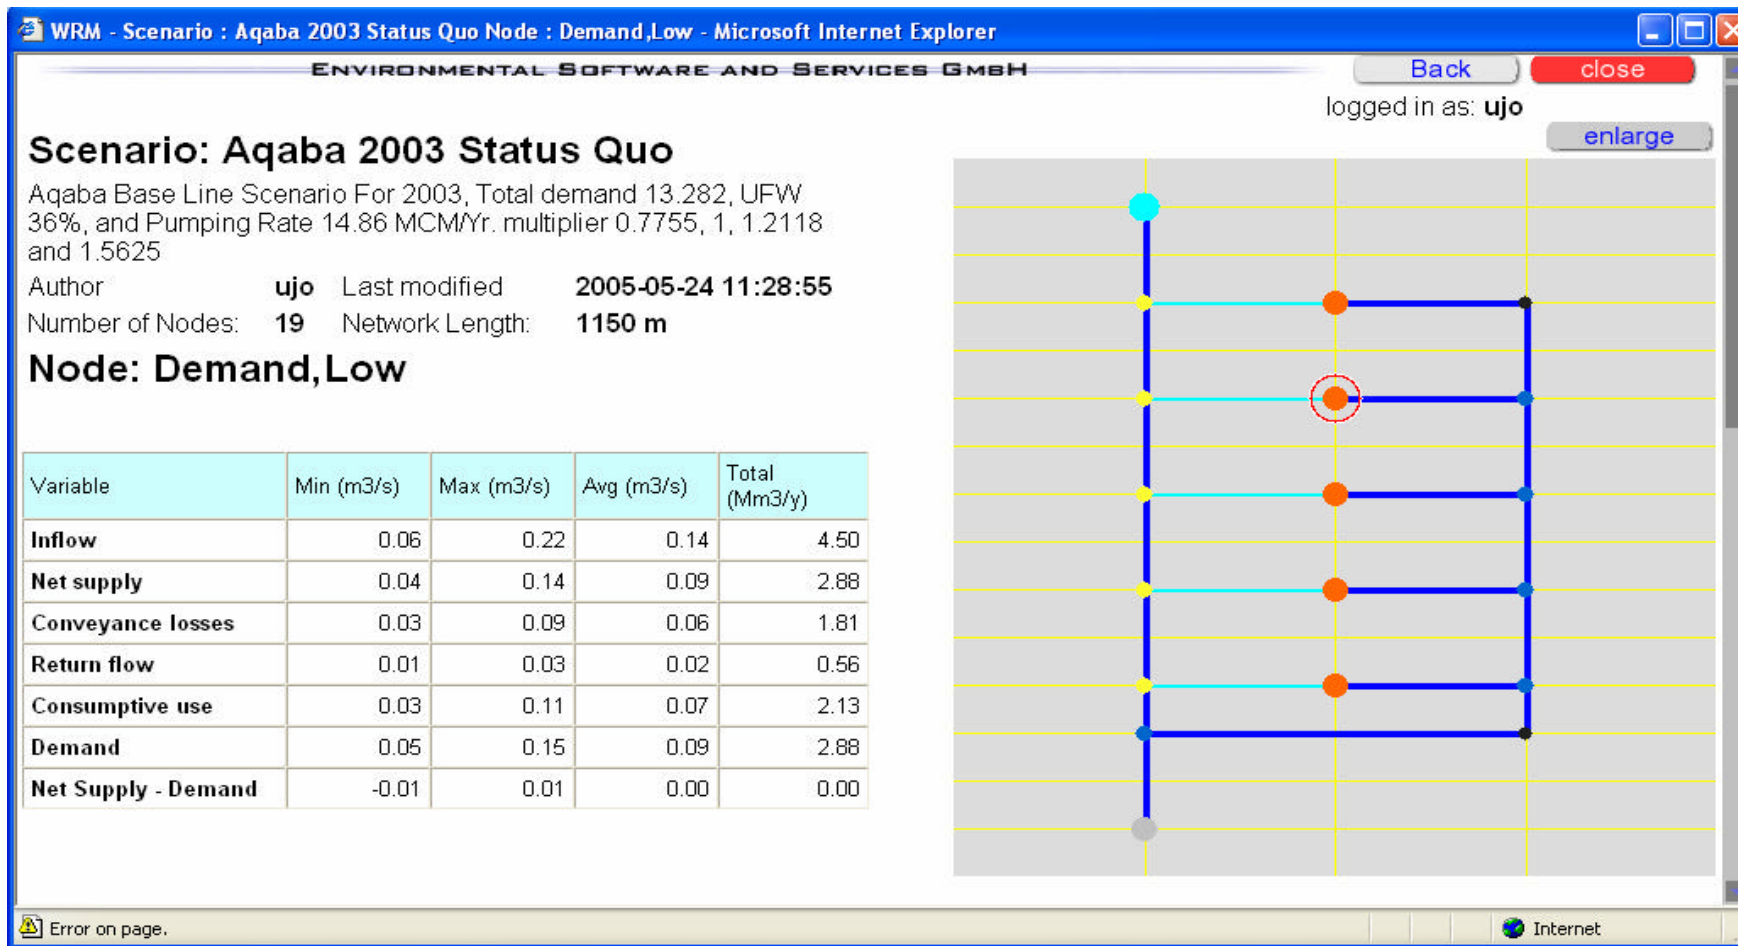 WRM - Scenario : Aqaba 2003 Status Quo Node : Demand,Low - Microsoft Internet Explorer
ENVIRONMENTAL SOFTWARE AND SERVICES GMBH
Back close
logged in as: ujo
enlarge
Scenario: Aqaba 2003 Status Quo
Aqaba Base Line Scenario For 2003, Total demand 13.282, UFW
36%, and Pumping Rate 14.86 MCM/Yr. multiplier 0.7755, 1, 1.2118
and 1.5625
Author ujo Last modified 2005-05-24 11:28:55
Number of Nodes: 19 Network Length: 1150 m
Node: Demand,Low
Variable Min (m3/s) Max (m3/s) Avg (m3/s) Total
(Mm3/y)
Inflow 0.06 0.22 0.14 4.50
Net supply 0.04 0.14 0.09 2.88
Conveyance losses 0.03 0.09 0.06 1.81
Return flow 0.01 0.03 0.02 0.56
Consumptive use 0.03 0.11 0.07 2.13
Demand 0.05 0.15 0.09 2.88
Net Supply - Demand -0.01 0.01 0.00 0.00
Error on page. Internet